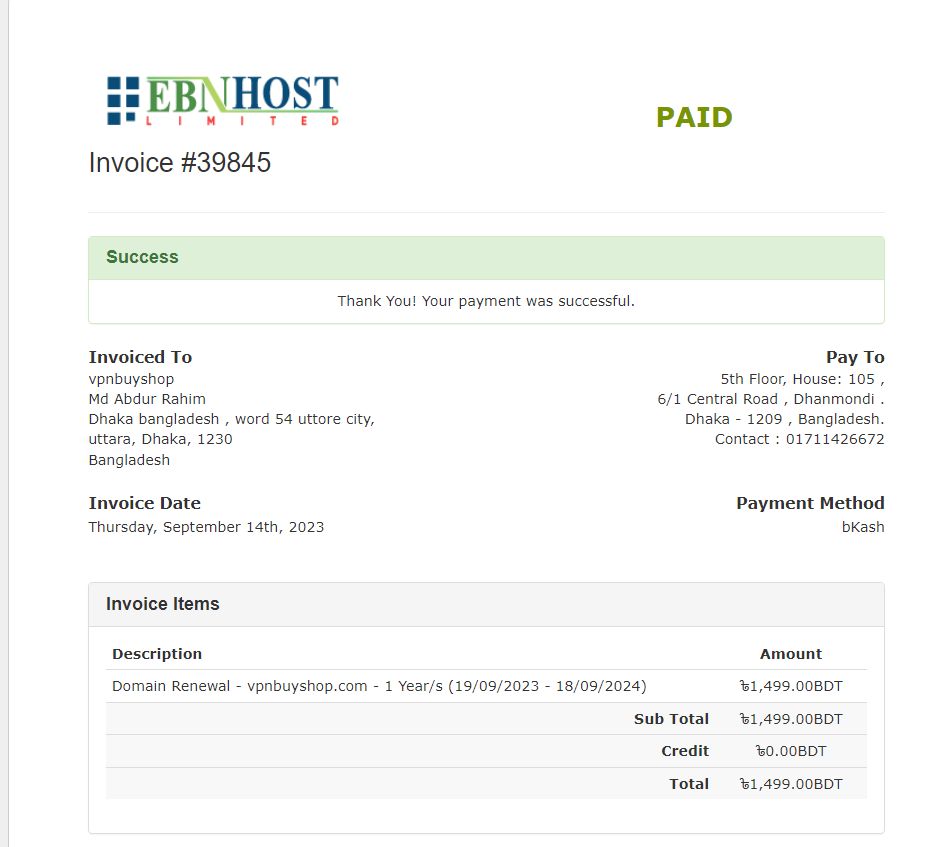 EBNHOST
LIMITED
PAID
Invoice #39845
Success
Thank You! Your payment was successful.
Invoiced To
vpnbuyshop
Md Abdur Rahim
Dhaka bangladesh , word 54 uttore city,
uttara, Dhaka, 1230
Bangladesh
Pay To
5th Floor, House: 105 ,
6/1 Central Road , Dhanmondi .
Dhaka - 1209 , Bangladesh.
Contact : 01711426672
Invoice Date
Thursday, September 14th, 2023
Payment Method
bKash
Invoice Items
Description Amount
Domain Renewal - vpnbuyshop.com - 1 Year/s (19/09/2023 - 18/09/2024) ৳1,499.00BDT
Sub Total ৳1,499.00BDT
Credit ৳0.00BDT
Total ৳1,499.00BDT